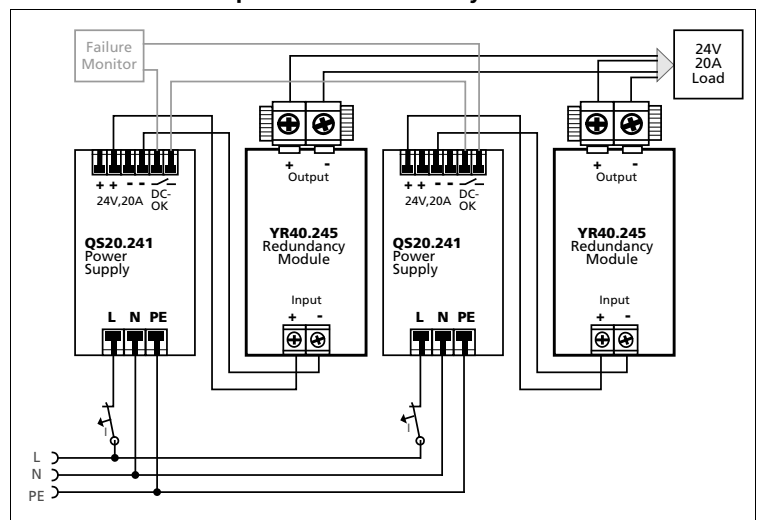 Failure
Monitor
24V
20A
Load
+ + - -
24V,20A
DC-
OK
QS20.241
Power
Supply
L N PE
+ -
Output
YR40.245
Redundancy
Module
Input
+ -
+ + - -
24V,20A
DC-
OK
QS20.241
Power
Supply
L N PE
+ -
Output
YR40.245
Redundancy
Module
Input
+ -
I
I
L
N
PE